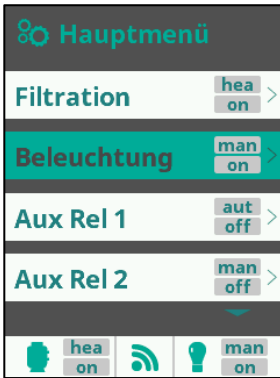 Hauptmenü
Filtration hea
on
Beleuchtung man
on
Aux Rel 1 aut
off
Aux Rel 2 man
off
hea man
on on